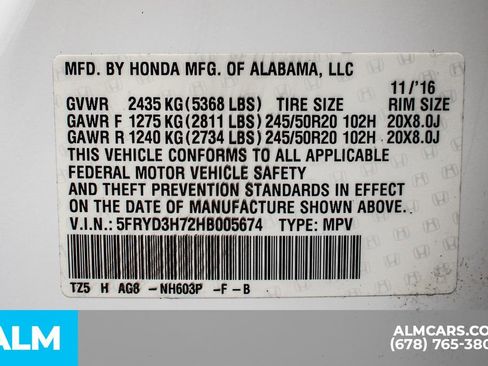 MFD. BY HONDA MFG. OF ALABAMA, LLC
11/'16
GVWR 2435 KG (5368 LBS) TIRE SIZE RIM SIZE
GAWR F 1275 KG (2811 LBS) 245/50R20 102H 20X8.0J
GAWR R 1240 KG (2734 LBS) 245/50R20 102H 20X8.0J
THIS VEHICLE CONFORMS TO ALL APPLICABLE
FEDERAL MOTOR VEHICLE SAFETY
AND THEFT PREVENTION STANDARDS IN EFFECT
ON THE DATE OF MANUFACTURE SHOWN ABOVE.
V.I.N.: 5FRYD3H72HB005674 TYPE: MPV
TZ5 H AG8 -NH603P -F-B
ALM
ALMCARS.CO
(678) 765-380